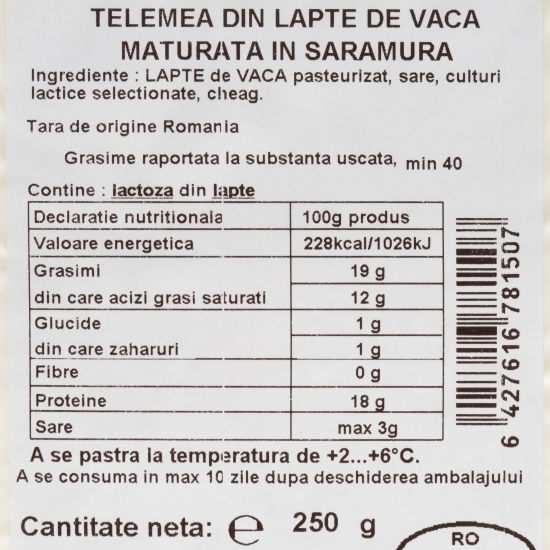 TELEMEA DIN LAPTE DE VACA
MATURATA IN SARAMURA
Ingrediente : LAPTE de VACA pasteurizat, sare, culturi
lactice selectionate, cheag.
Tara de origine Romania
Grasime raportata la substanta uscata, min 40
Contine : lactoza din lapte
Declaratie nutritionala 100g produs
Valoare energetica 228kcal/1026kJ
Grasimi 19 g
din care acizi grasi saturati 12 g
Glucide 1 g
din care zaharuri 1 g
Fibre 0 g
Proteine 18 g
Sare max 3g
6 427616 781507
A se pastra la temperatura de +2...+6°C.
A se consuma in max 10 zile dupa deschiderea ambalajului
Cantitate neta: e 250 g
RO